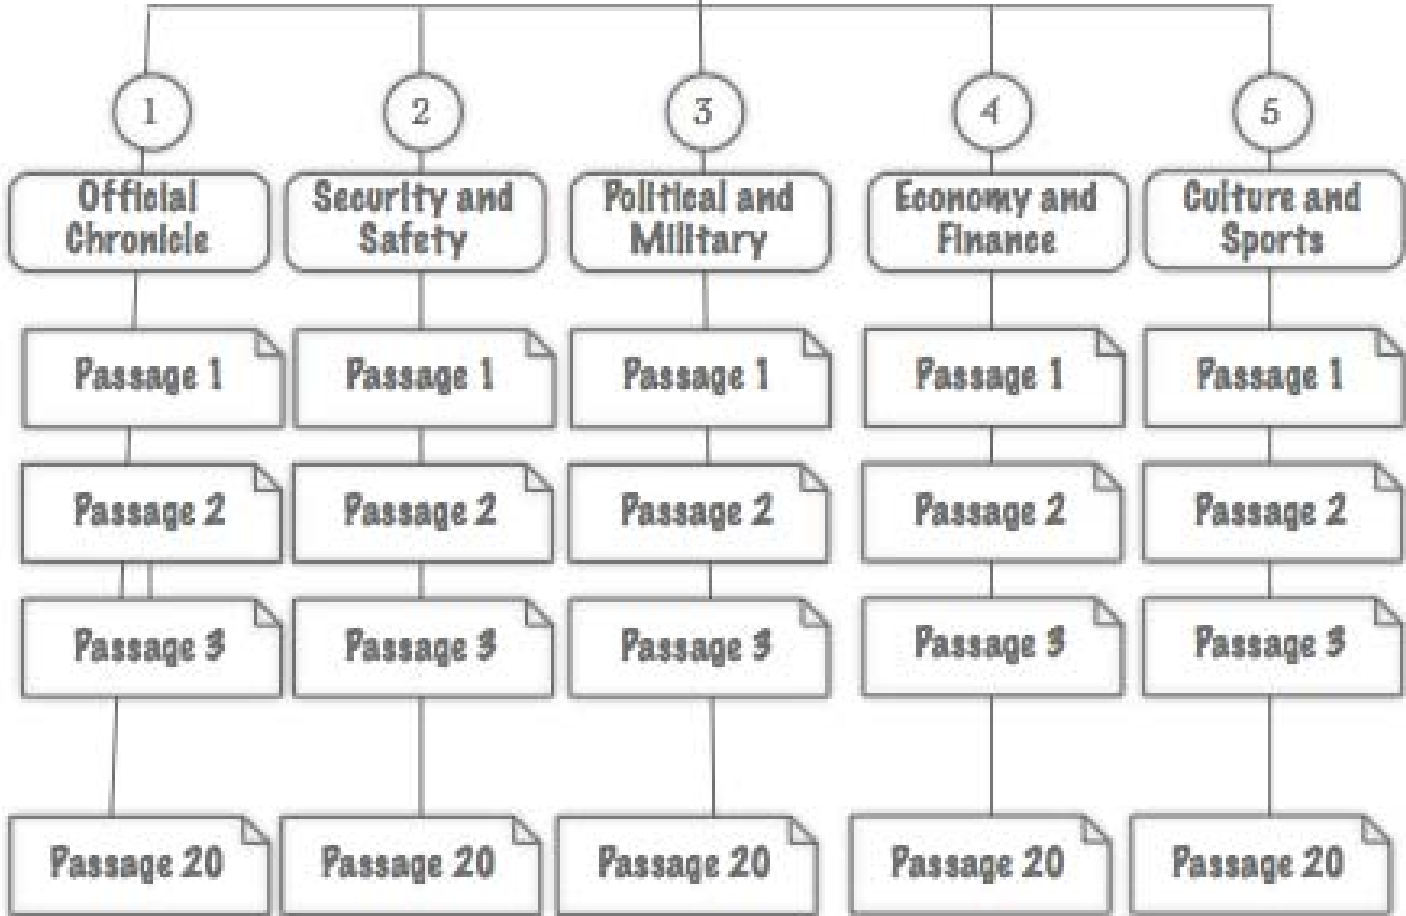 1
2
3
4
5
Official
Chronicle
Security and
Safety
Political and
Military
Economy and
Finance
Culture and
Sports
Passage 1
Passage 1
Passage 1
Passage 1
Passage 1
Passage 2
Passage 2
Passage 2
Passage 2
Passage 2
Passage 3
Passage 3
Passage 3
Passage 3
Passage 3
Passage 20
Passage 20
Passage 20
Passage 20
Passage 20